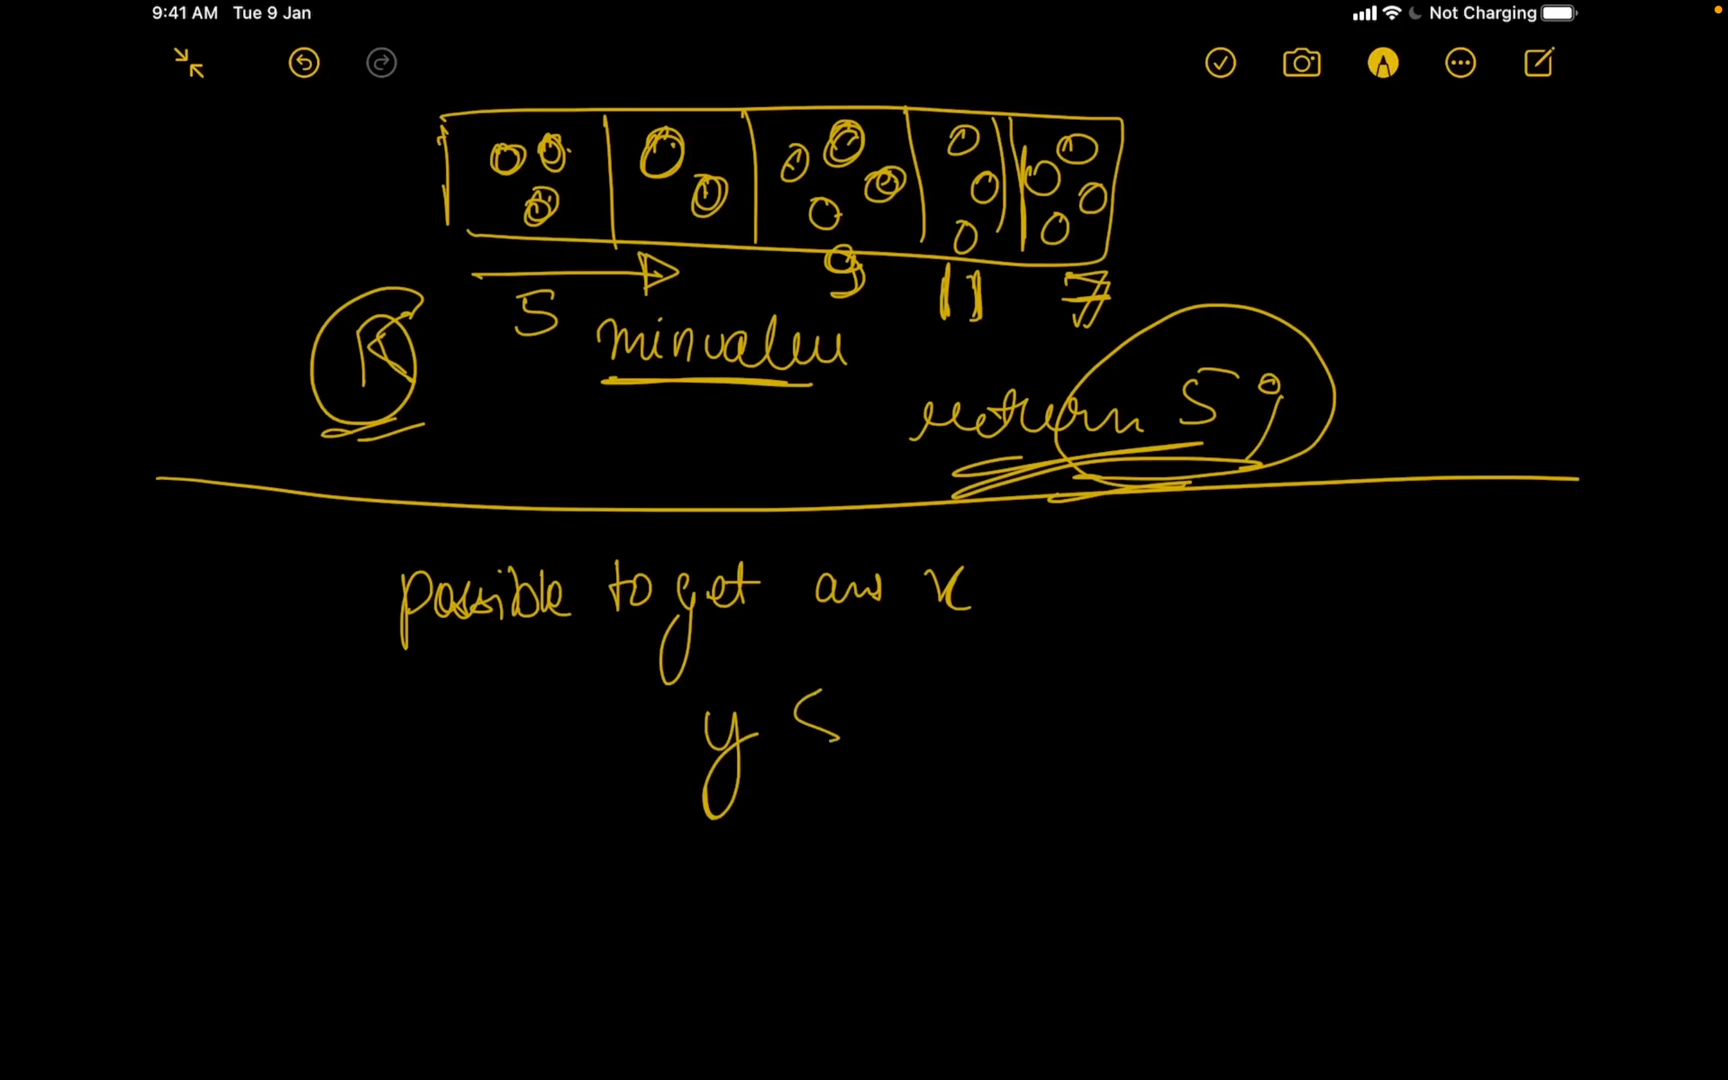 9:41 AM Tue 9 Jan
Not Charging
9 11 7
5 minvalue
K
return 5;
possible to get ans x
y <